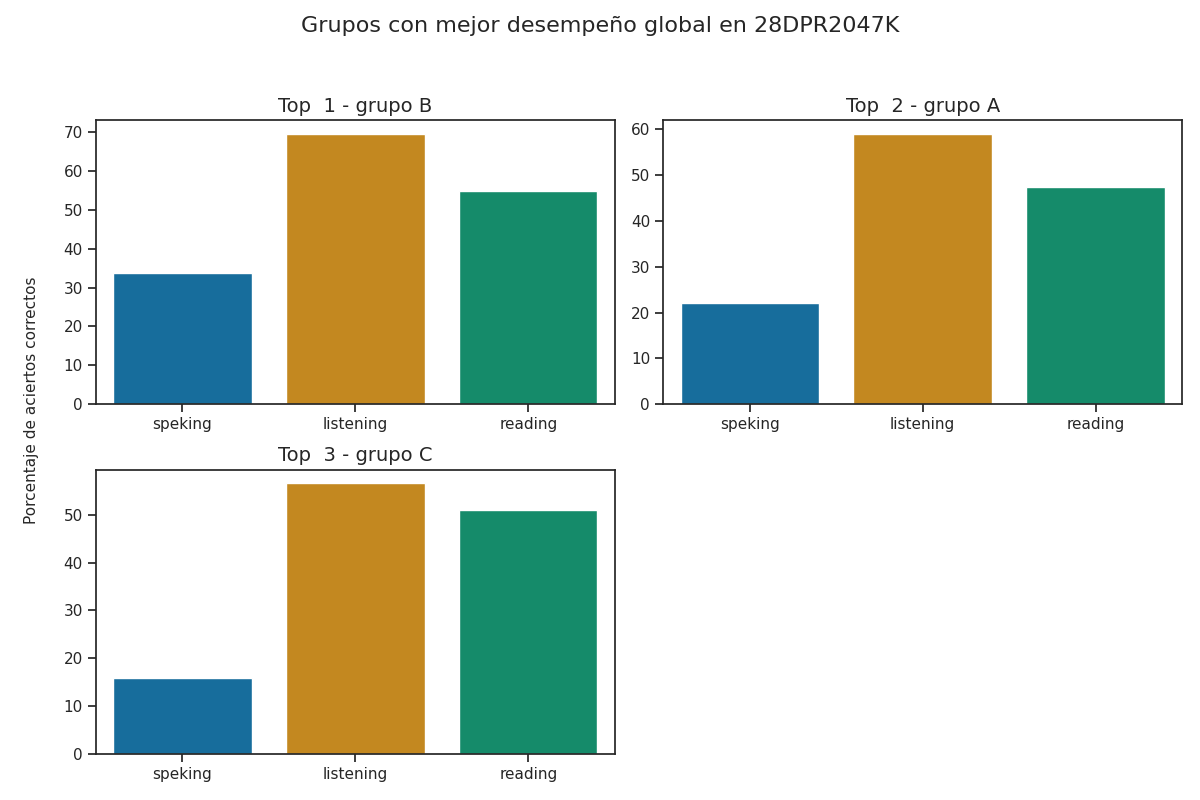 Grupos con mejor desempeño global en 28DPR2047K
Porcentaje de aciertos correctos
Top 1 - grupo B
70
60
50
40
30
20
10
0
speking listening reading
Top 2 - grupo A
60
50
40
30
20
10
0
speking listening reading
Top 3 - grupo C
50
40
30
20
10
0
speking listening reading